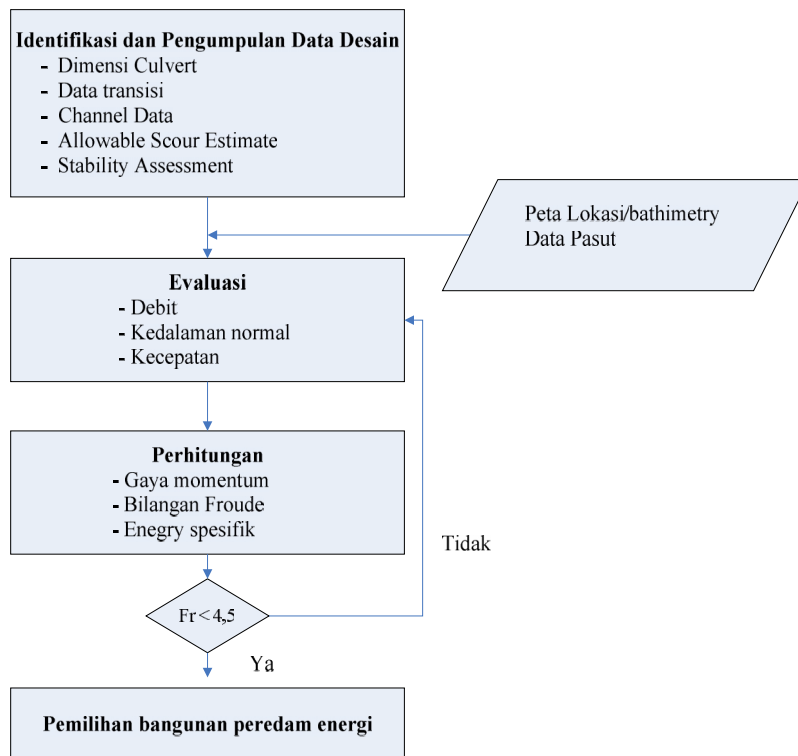 Identifikasi dan Pengumpulan Data Desain
- Dimensi Culvert
- Data transisi
- Channel Data
- Allowable Scour Estimate
- Stability Assessment
Peta Lokasi/bathimetry
Data Pasut
Evaluasi
- Debit
- Kedalaman normal
- Kecepatan
Perhitungan
- Gaya momentum
- Bilangan Froude
- Enegry spesifik
Tidak
Fr < 4,5
Ya
Pemilihan bangunan peredam energi